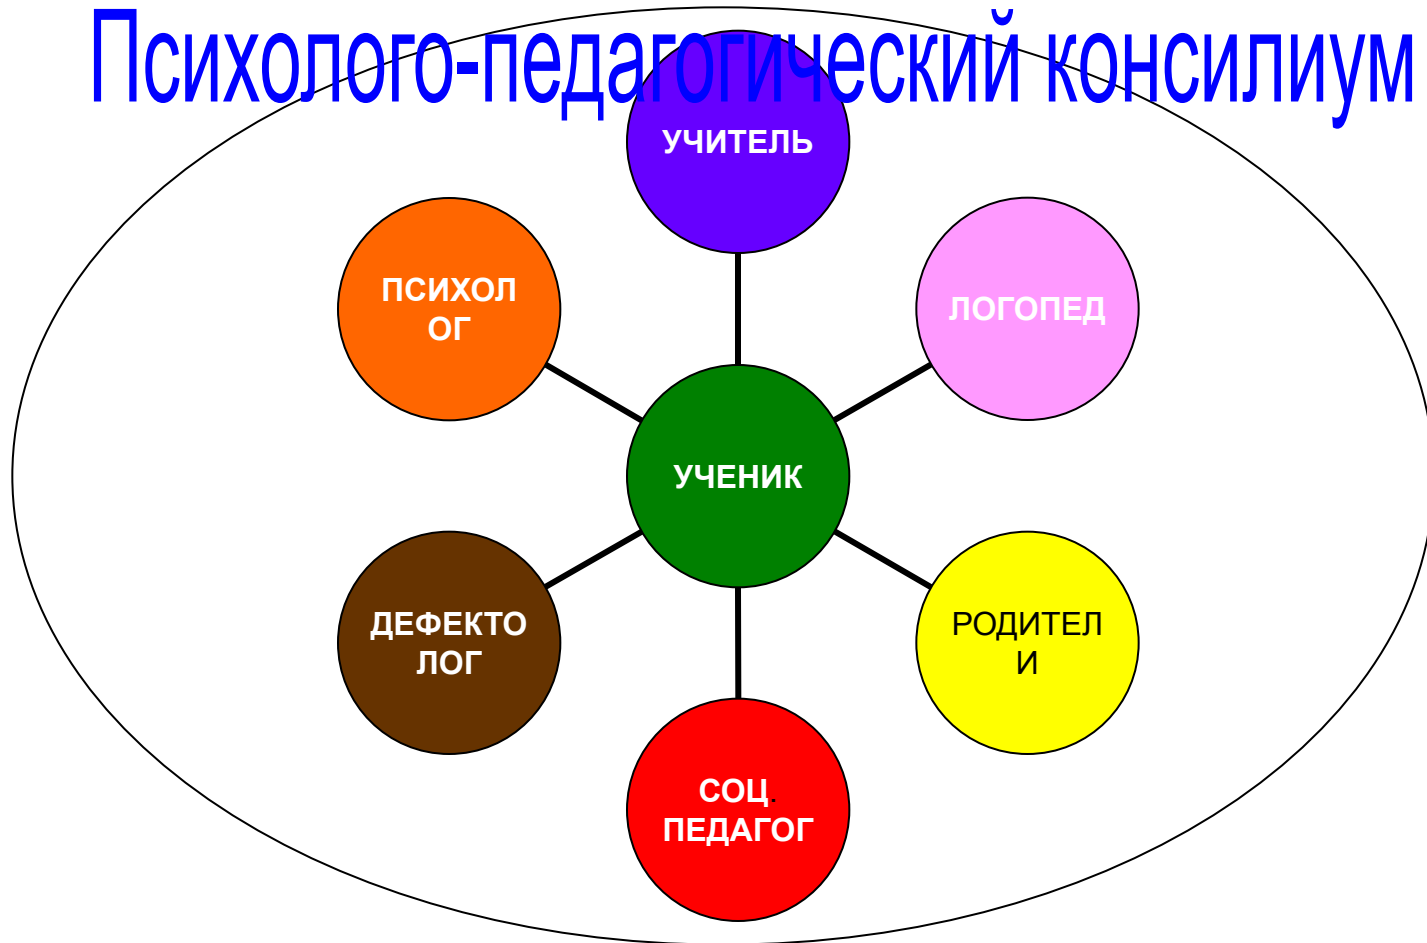 Психолого-педагогический консилиум
УЧИТЕЛЬ
ПСИХОЛ
ОГ
ЛОГОПЕД
УЧЕНИК
ДЕФЕКТО
ЛОГ
РОДИТЕЛ
И
СОЦ.
ПЕДАГОГ